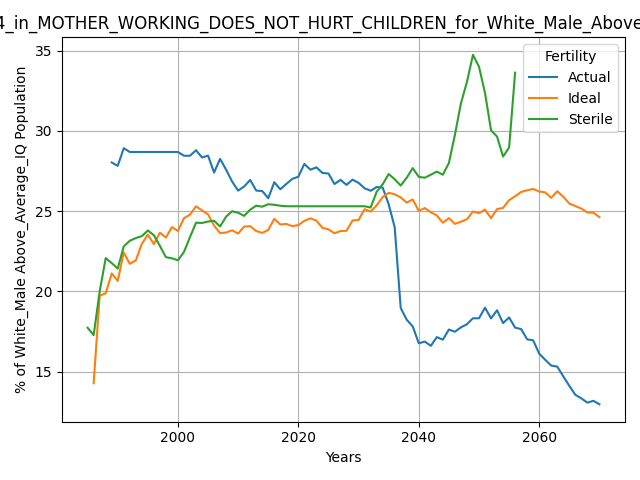 4_in_MOTHER_WORKING_DOES_NOT_HURT_CHILDREN_for_White_Male_Above
35
30
25
20
15
% of White_Male Above_Average_IQ Population
2000
2020
2040
2060
Years
Fertility
Actual
Ideal
Sterile